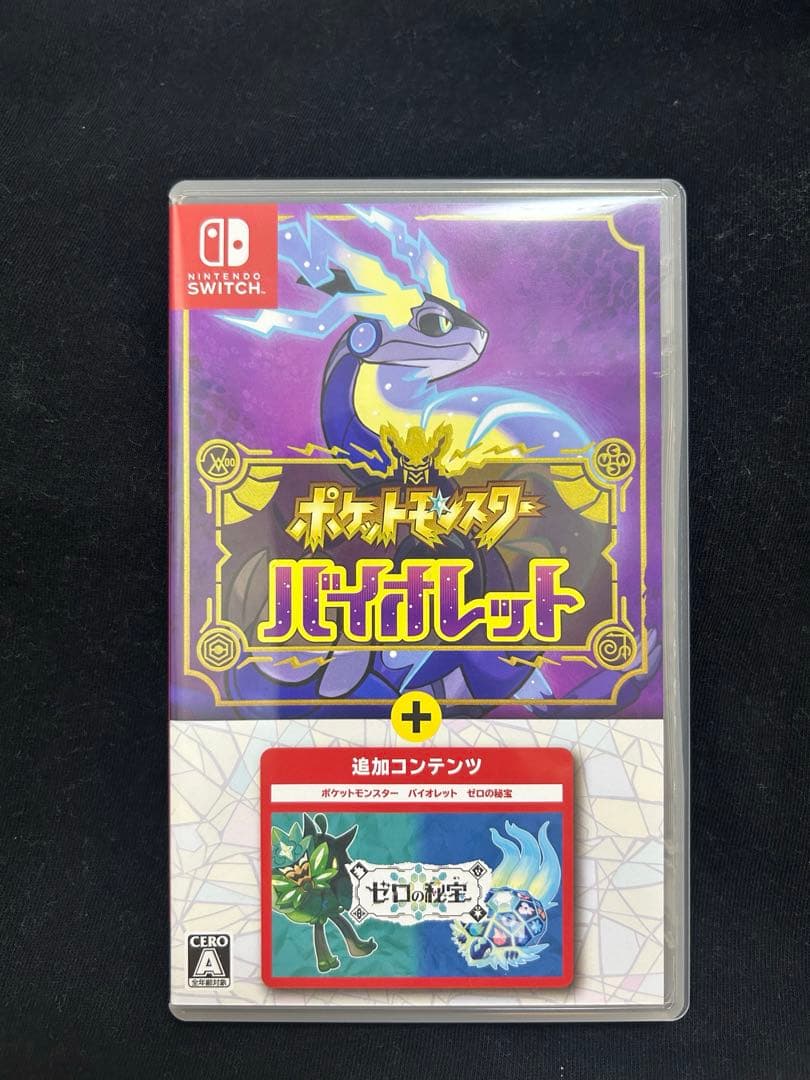 NINTENDO
SWITCH™
ポケットモンスター
バイオレット
+
追加コンテンツ
ポケットモンスター バイオレット ゼロの秘宝
ゼロの秘宝
CERO
A
全年齢対象